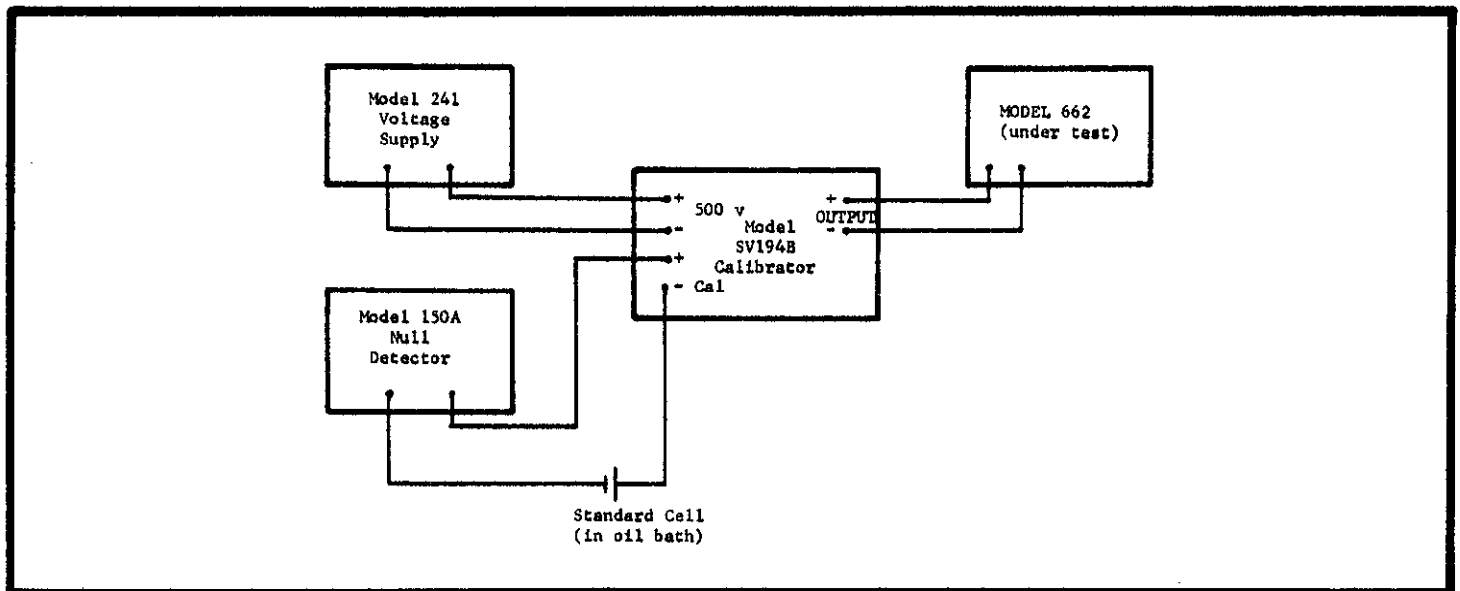 Model 241
Voltage
Supply
MODEL 662
(under test)
+
500 v
-
Model
SV194B
Calibrator
+
- Cal
+
OUTPUT
-
Model 150A
Null
Detector
Standard Cell
(in oil bath)